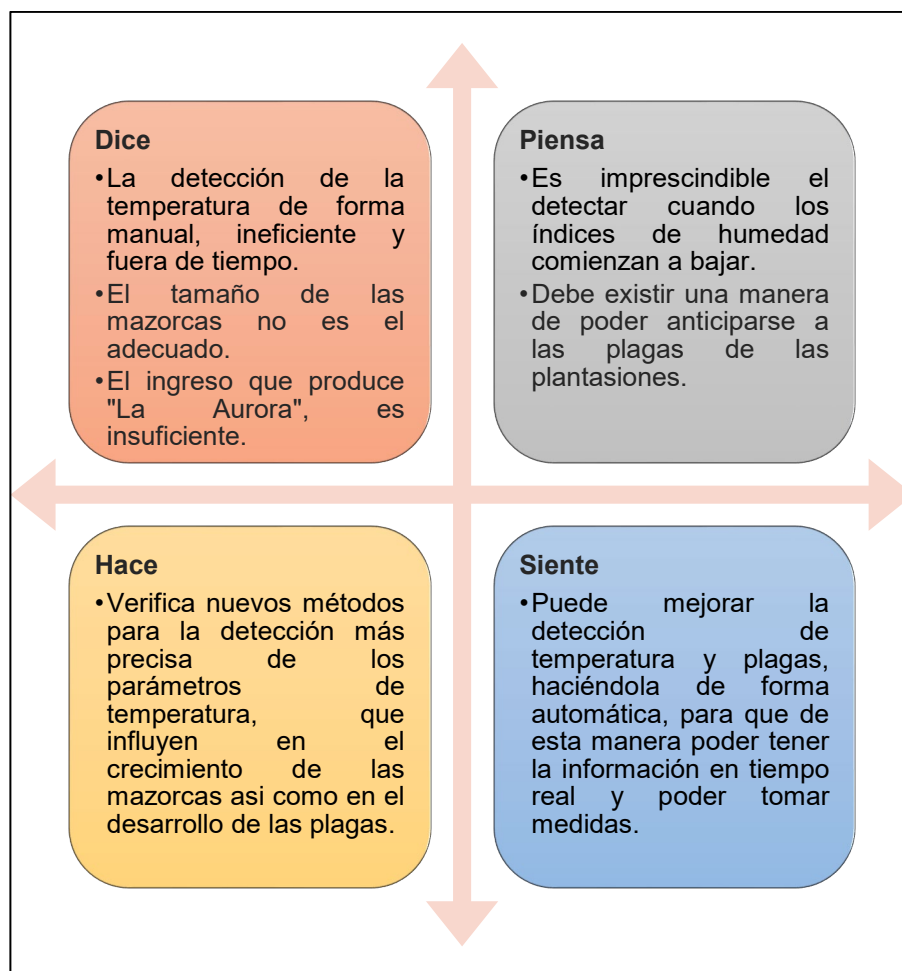 Dice
•La detección de la
temperatura de forma
manual, ineficiente y
fuera de tiempo.
•El tamaño de las
mazorcas no es el
adecuado.
•El ingreso que produce
"La Aurora", es
insuficiente.
Piensa
•Es imprescindible el
detectar cuando los
índices de humedad
comienzan a bajar.
•Debe existir una manera
de poder anticiparse a
las plagas de las
plantasiones.
Hace
•Verifica nuevos métodos
para la detección más
precisa de los
parámetros de
temperatura, que
influyen en el
crecimiento de las
mazorcas asi como en el
desarrollo de las plagas.
Siente
•Puede mejorar la
detección de
temperatura y plagas,
haciéndola de forma
automática, para que de
esta manera poder tener
la información en tiempo
real y poder tomar
medidas.